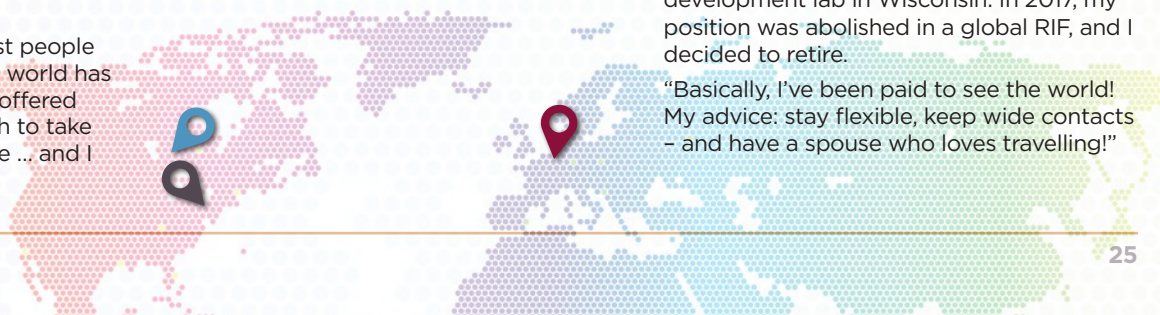 st people
world has
offered
h to take
e ... and I
development lab in Wisconsin. In 2017, my
position was abolished in a global RIF, and I
decided to retire.
“Basically, I’ve been paid to see the world!
My advice: stay flexible, keep wide contacts
– and have a spouse who loves travelling!”
25